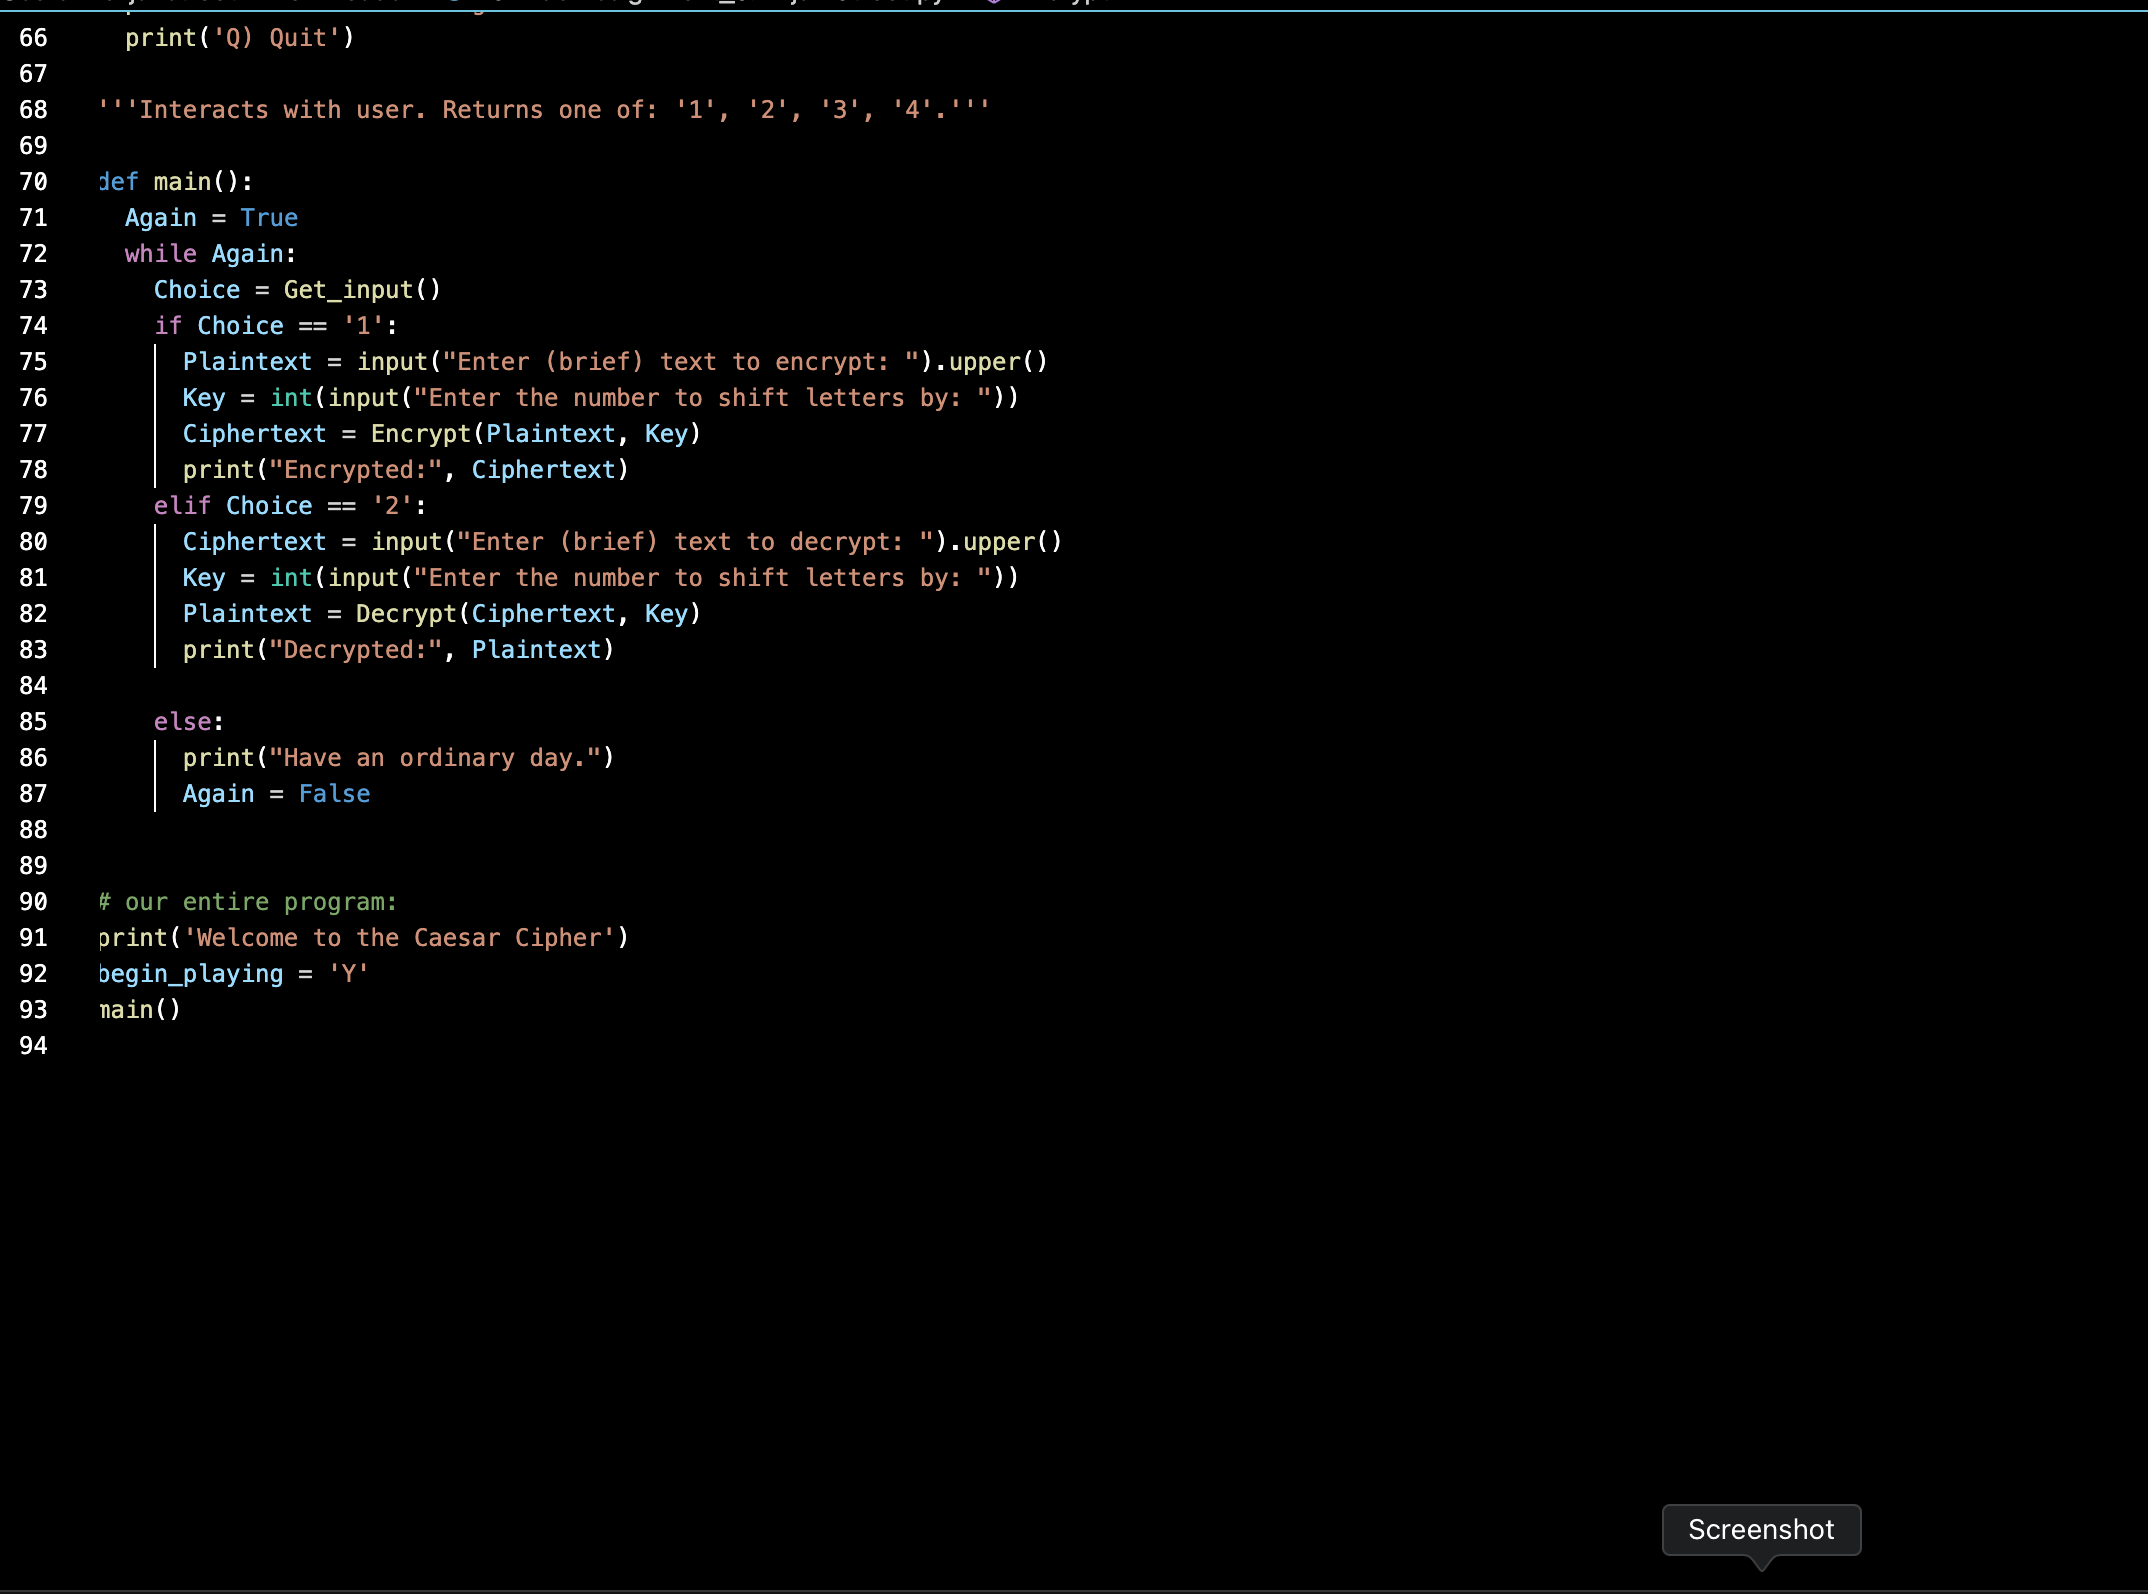 66 print('Q) Quit')
67
68 '''Interacts with user. Returns one of: '1', '2', '3', '4'.'''
69
70 def main():
71 Again = True
72 while Again:
73 Choice = Get_input()
74 if Choice == '1':
75 Plaintext = input("Enter (brief) text to encrypt: ").upper()
76 Key = int(input("Enter the number to shift letters by: "))
77 Ciphertext = Encrypt(Plaintext, Key)
78 print("Encrypted:", Ciphertext)
79 elif Choice == '2':
80 Ciphertext = input("Enter (brief) text to decrypt: ").upper()
81 Key = int(input("Enter the number to shift letters by: "))
82 Plaintext = Decrypt(Ciphertext, Key)
83 print("Decrypted:", Plaintext)
84
85 else:
86 print("Have an ordinary day.")
87 Again = False
88
89
90 # our entire program:
91 print('Welcome to the Caesar Cipher')
92 begin_playing = 'Y'
93 main()
94
Screenshot